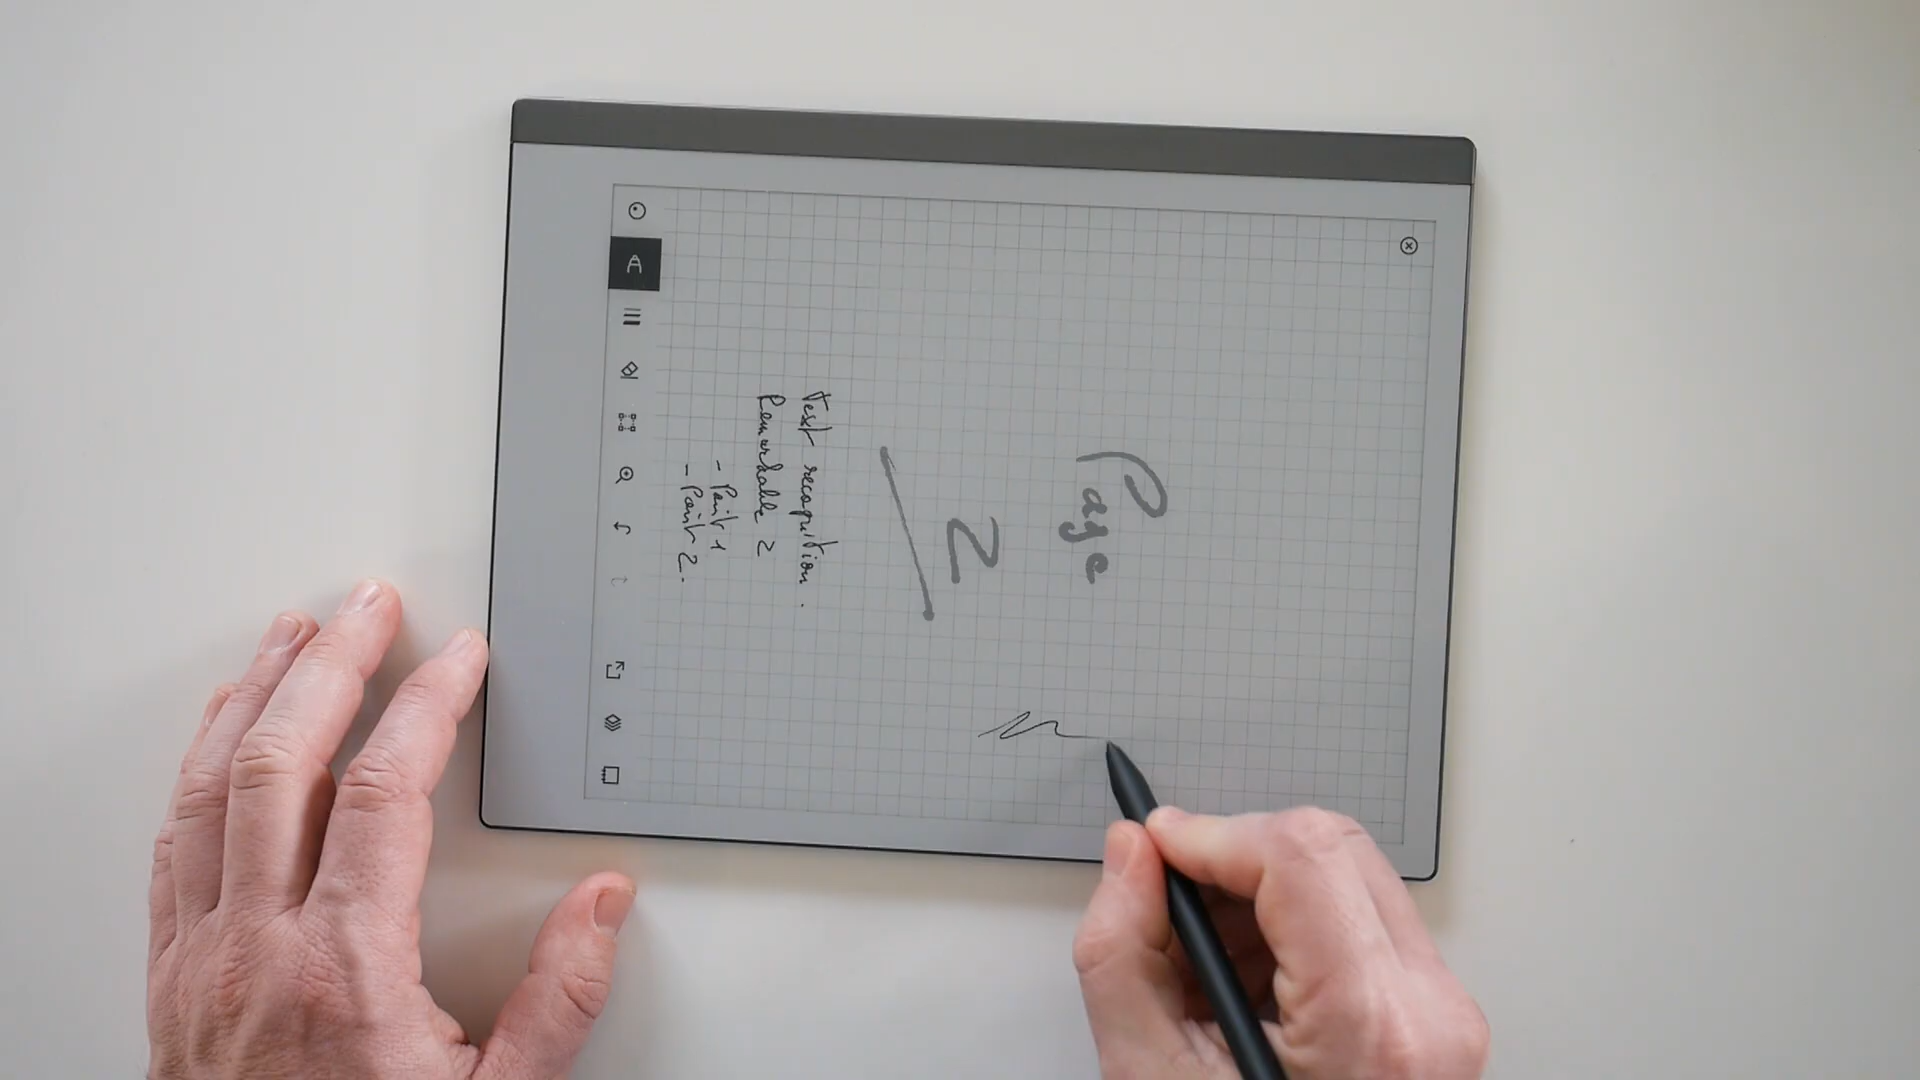 Page
2
Text recognition.
Remarkable 2
- Point 1
- Point 2.